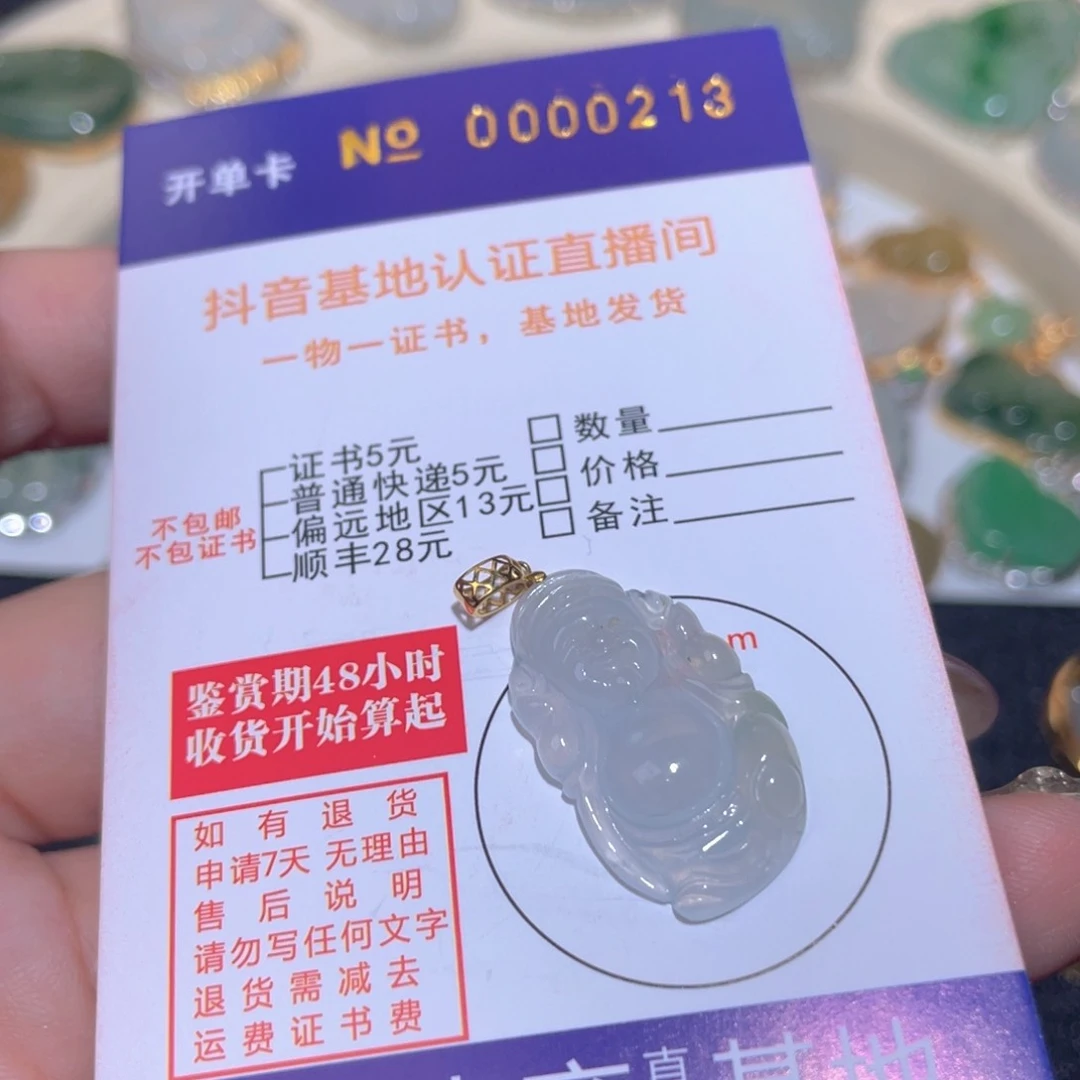 开单卡 No 0000213
抖音基地认证直播间
一物一证书，基地发货
不包邮
不包证书
证书5元
普通快递5元
偏远地区13元
顺丰28元
数量
价格
备注
m
鉴赏期48小时
收货开始算起
如有退货
申请7天无理由
售后说明
请勿写任何文字
退货需减去
运费证书费
直
基地